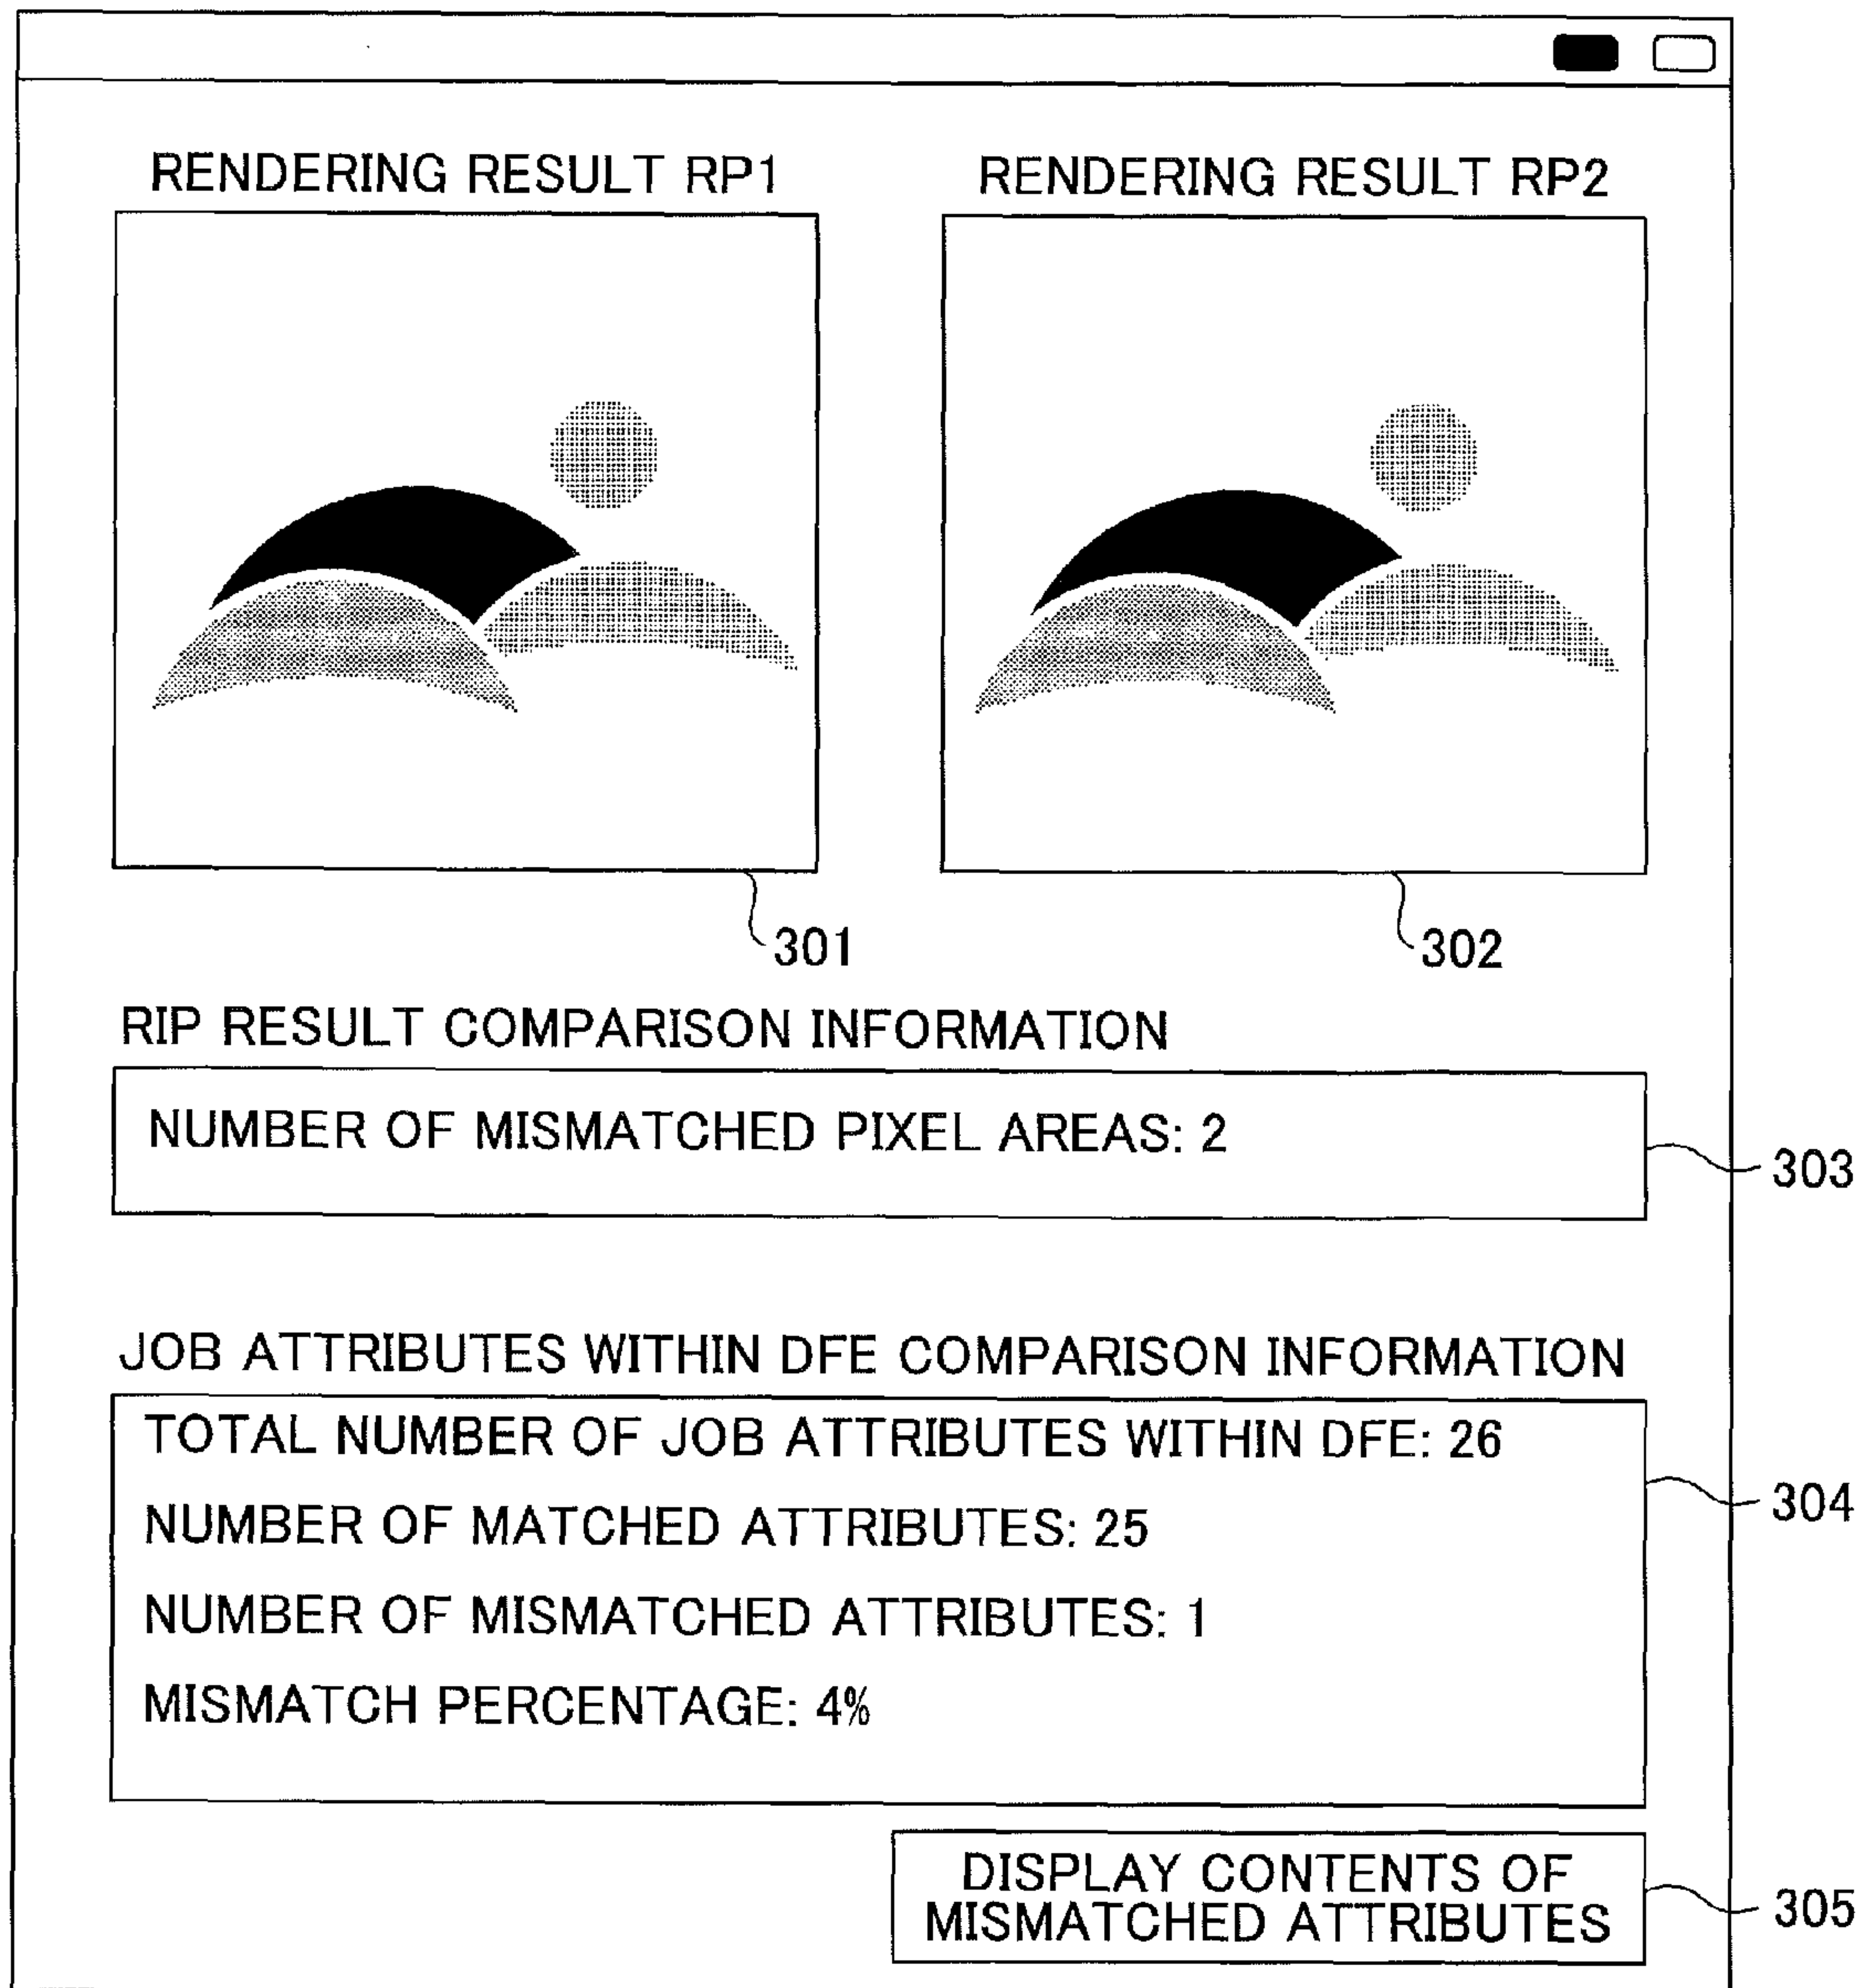 RENDERING RESULT RP1
RENDERING RESULT RP2
301
302
RIP RESULT COMPARISON INFORMATION
NUMBER OF MISMATCHED PIXEL AREAS: 2
303
JOB ATTRIBUTES WITHIN DFE COMPARISON INFORMATION
TOTAL NUMBER OF JOB ATTRIBUTES WITHIN DFE: 26
304
NUMBER OF MATCHED ATTRIBUTES: 25
NUMBER OF MISMATCHED ATTRIBUTES: 1
MISMATCH PERCENTAGE: 4%
DISPLAY CONTENTS OF
MISMATCHED ATTRIBUTES
305